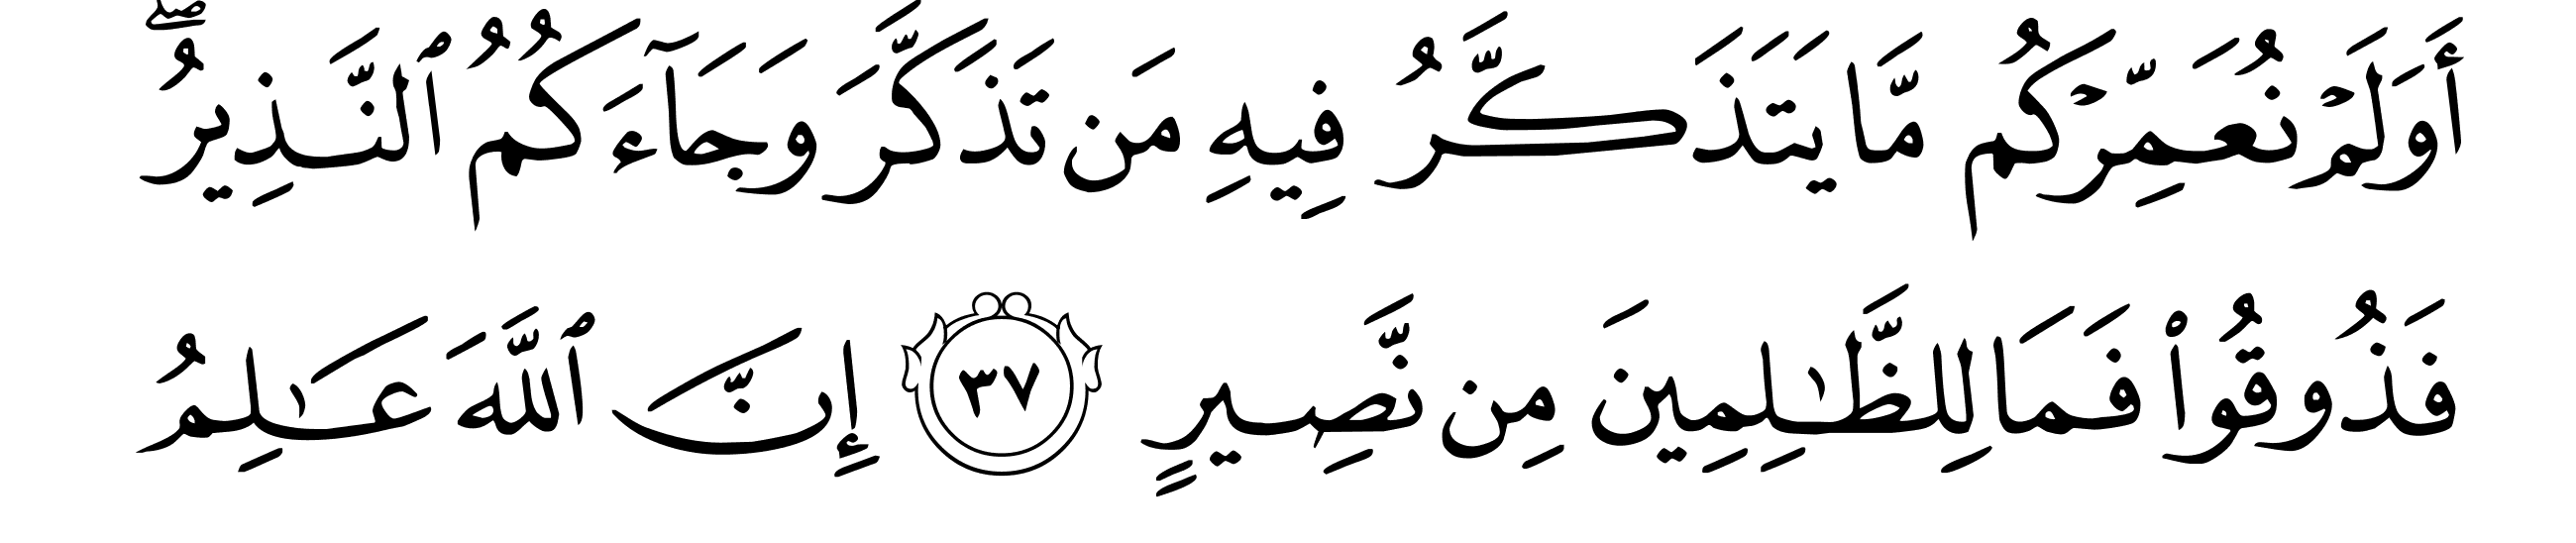 أَوَلَمْ نُعَمِّرْكُم مَّا يَتَذَكَّرُ فِيهِ مَن تَذَكَّرَ وَجَآءَكُمُ ٱلنَّذِيرُ ۖ
فَذُوقُوا۟ فَمَا لِلظَّـٰلِمِينَ مِن نَّصِيرٍ ٣٧ إِنَّ ٱللَّهَ عَـٰلِمُ